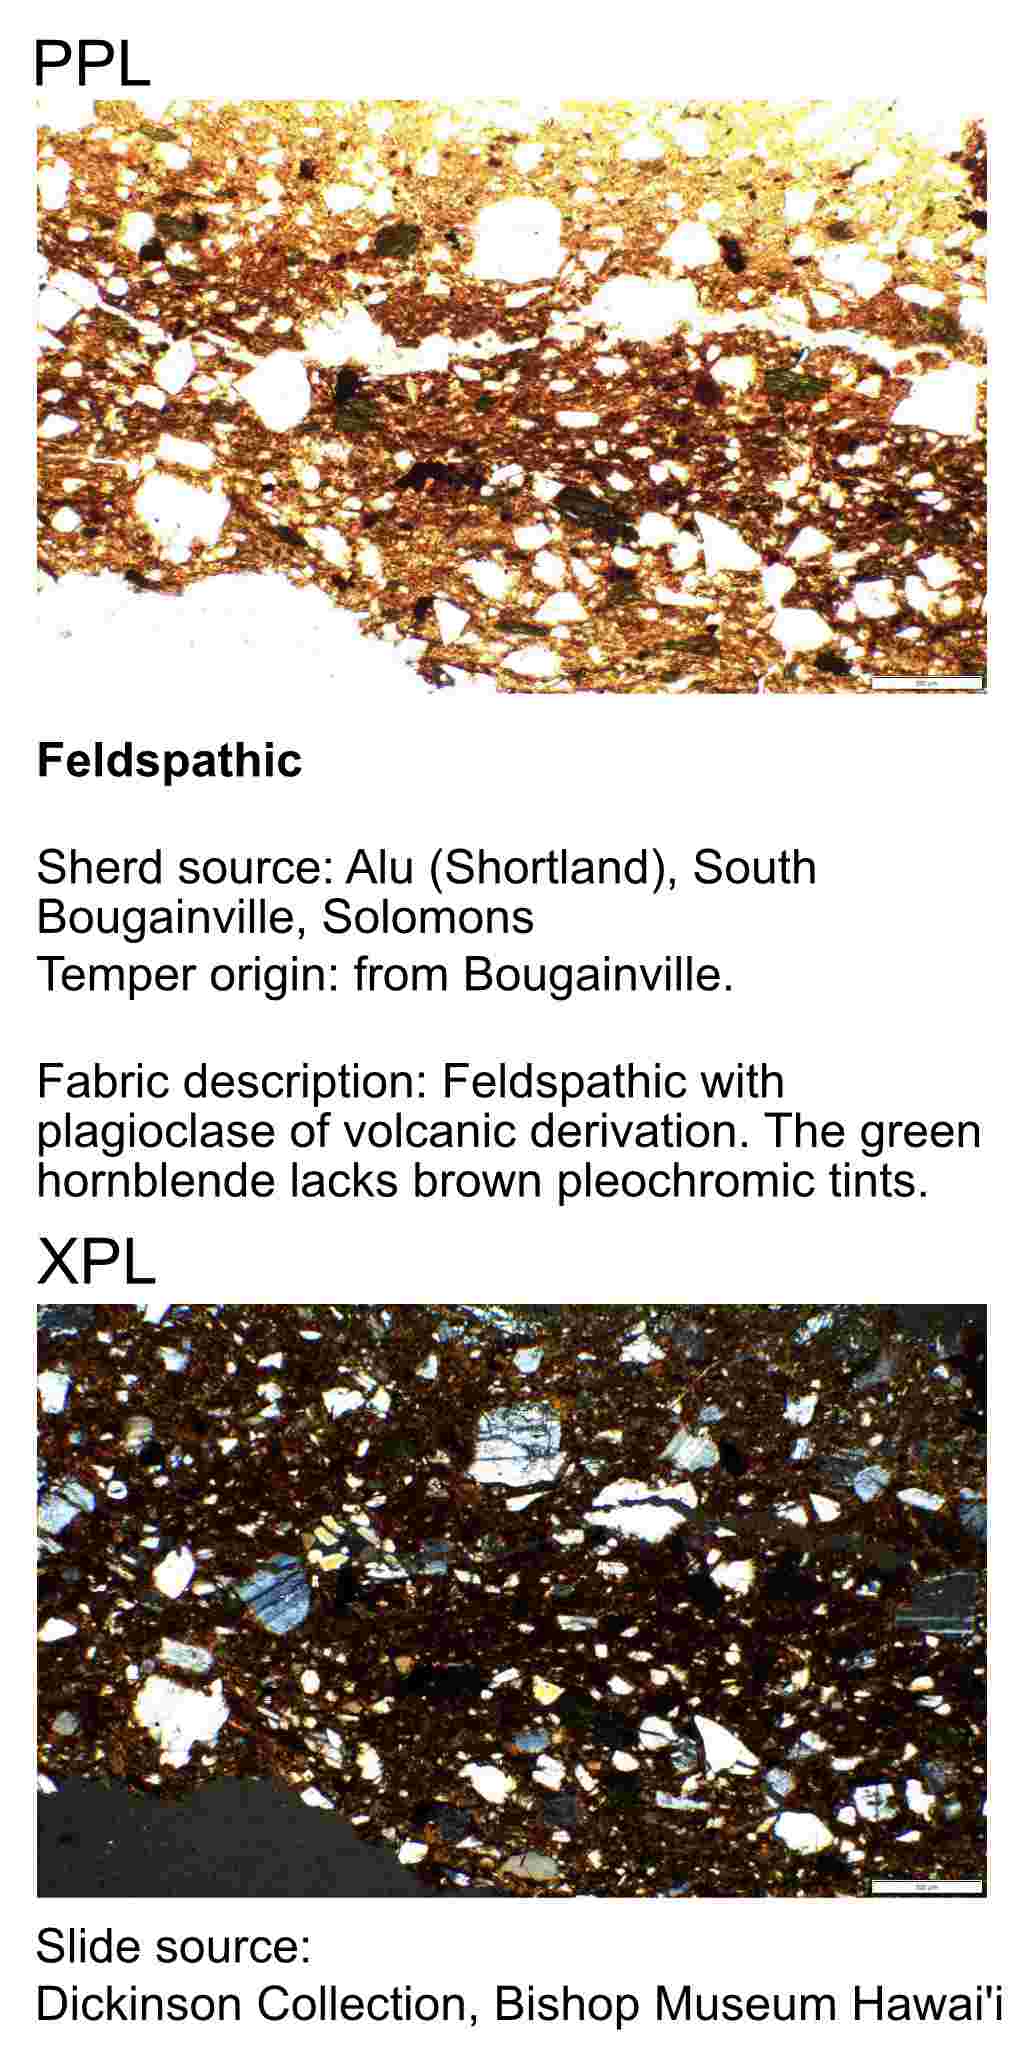 PPL
Feldspathic
Sherd source: Alu (Shortland), South
Bougainville, Solomons
Temper origin: from Bougainville.
Fabric description: Feldspathic with
plagioclase of volcanic derivation. The green
hornblende lacks brown pleochromic tints.
XPL
Slide source:
Dickinson Collection, Bishop Museum Hawai'i